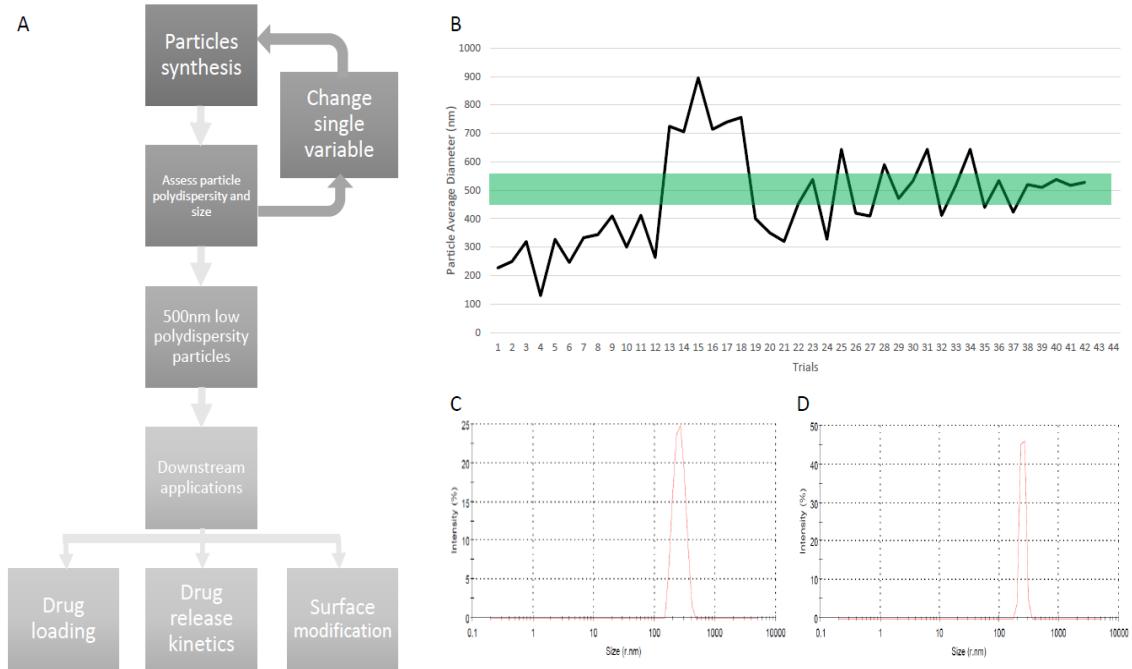 A
Particles
synthesis
Change
single
variable
Assess particle
polydispersity and
size
500nm low
polydispersity
particles
Downstream
applications
Drug
loading
Drug
release
kinetics
Surface
modification
B
Particle Average Diameter (nm)
1000
900
800
700
600
500
400
300
200
100
0
1 2 3 4 5 6 7 8 9 10 11 12 13 14 15 16 17 18 19 20 21 22 23 24 25 26 27 28 29 30 31 32 33 34 35 36 37 38 39 40 41 42 43 44
Trials
C
Intensity (%)
25
20
15
10
5
0
0.1 1 10 100 1000 10000
Size (r.nm)
D
Intensity (%)
50
40
30
20
10
0
0.1 1 10 100 1000 10000
Size (r.nm)